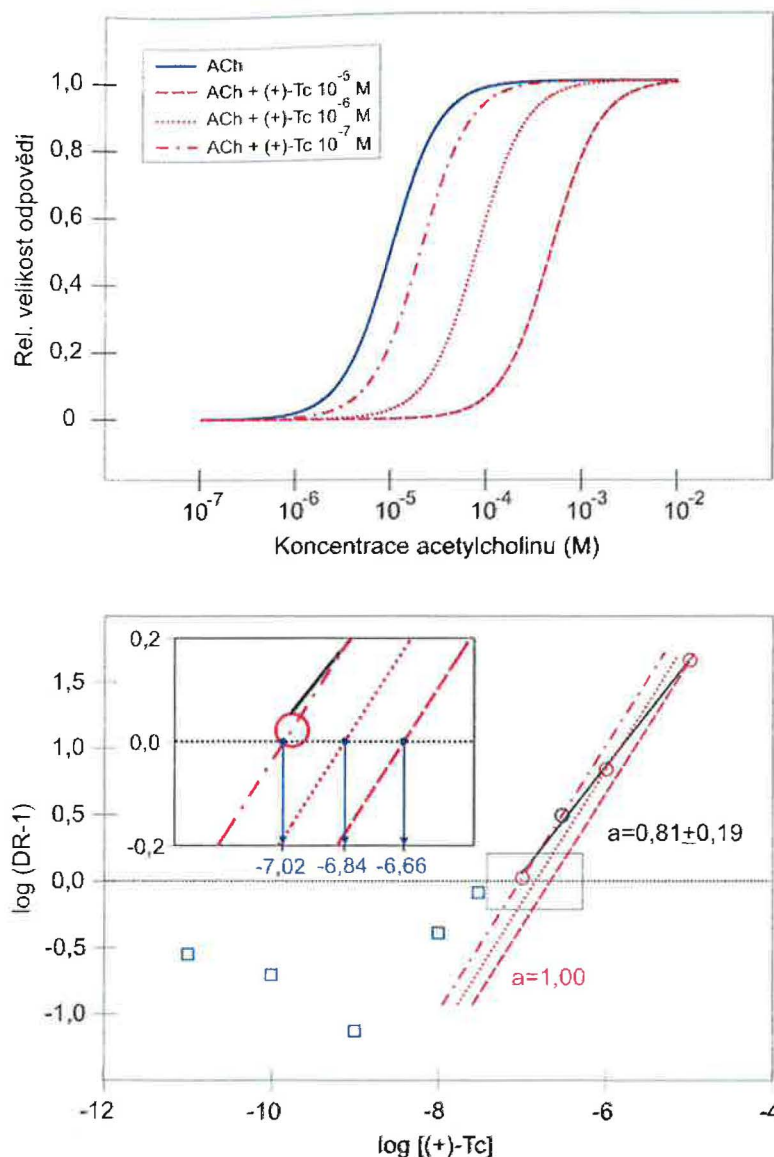 ACh
ACh + (+)-Tc 10⁻⁵ M
ACh + (+)-Tc 10⁻⁶ M
ACh + (+)-Tc 10⁻⁷ M
Rel. velikost odpovědí
1,0
0,8
0,6
0,4
0,2
0
10⁻⁷ 10⁻⁶ 10⁻⁵ 10⁻⁴ 10⁻³ 10⁻²
Koncentrace acetylcholinu (M)
log (DR-1)
1,5
1,0
0,5
0,0
-0,5
-1,0
0,2
0,0
-0,2
-7,02 -6,84 -6,66
a=0,81±0,19
a=1,00
-12 -10 -8 -6 -4
log [(+)-Tc]